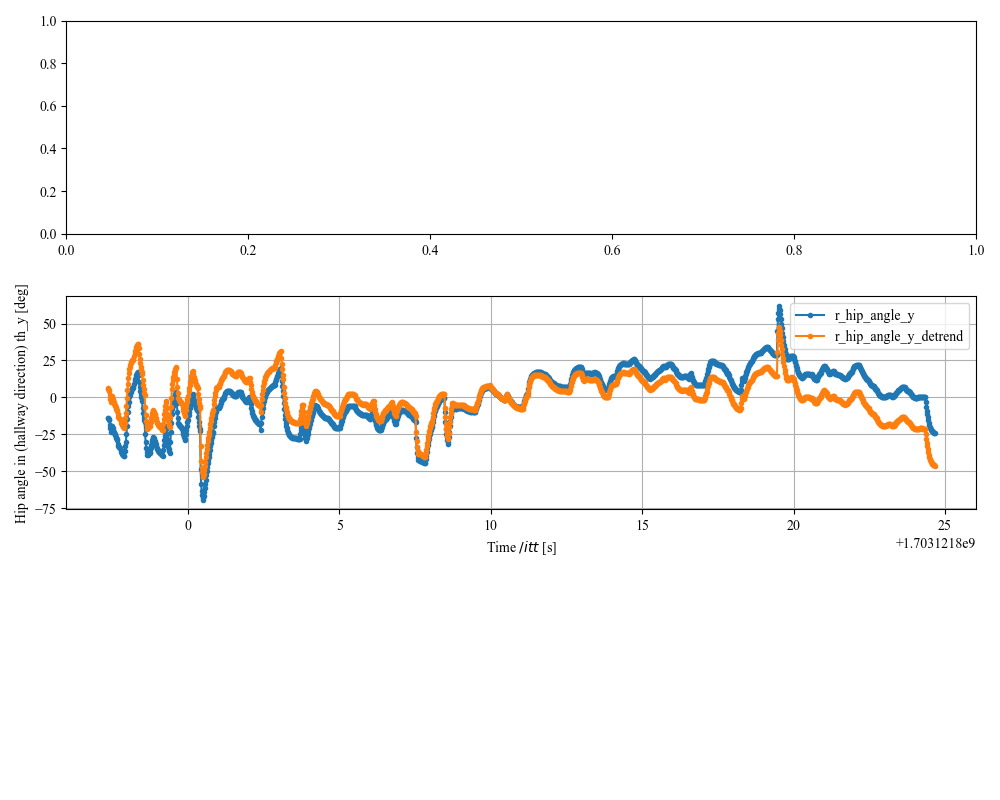 1.0
0.8
0.6
0.4
0.2
0.0
0.0 0.2 0.4 0.6 0.8 1.0
Hip angle in (hallway direction) th_y [deg]
50
25
0
−25
−50
−75
r_hip_angle_y
r_hip_angle_y_detrend
0 5 10 15 20 25
Time /itt [s]
+1.7031218e9